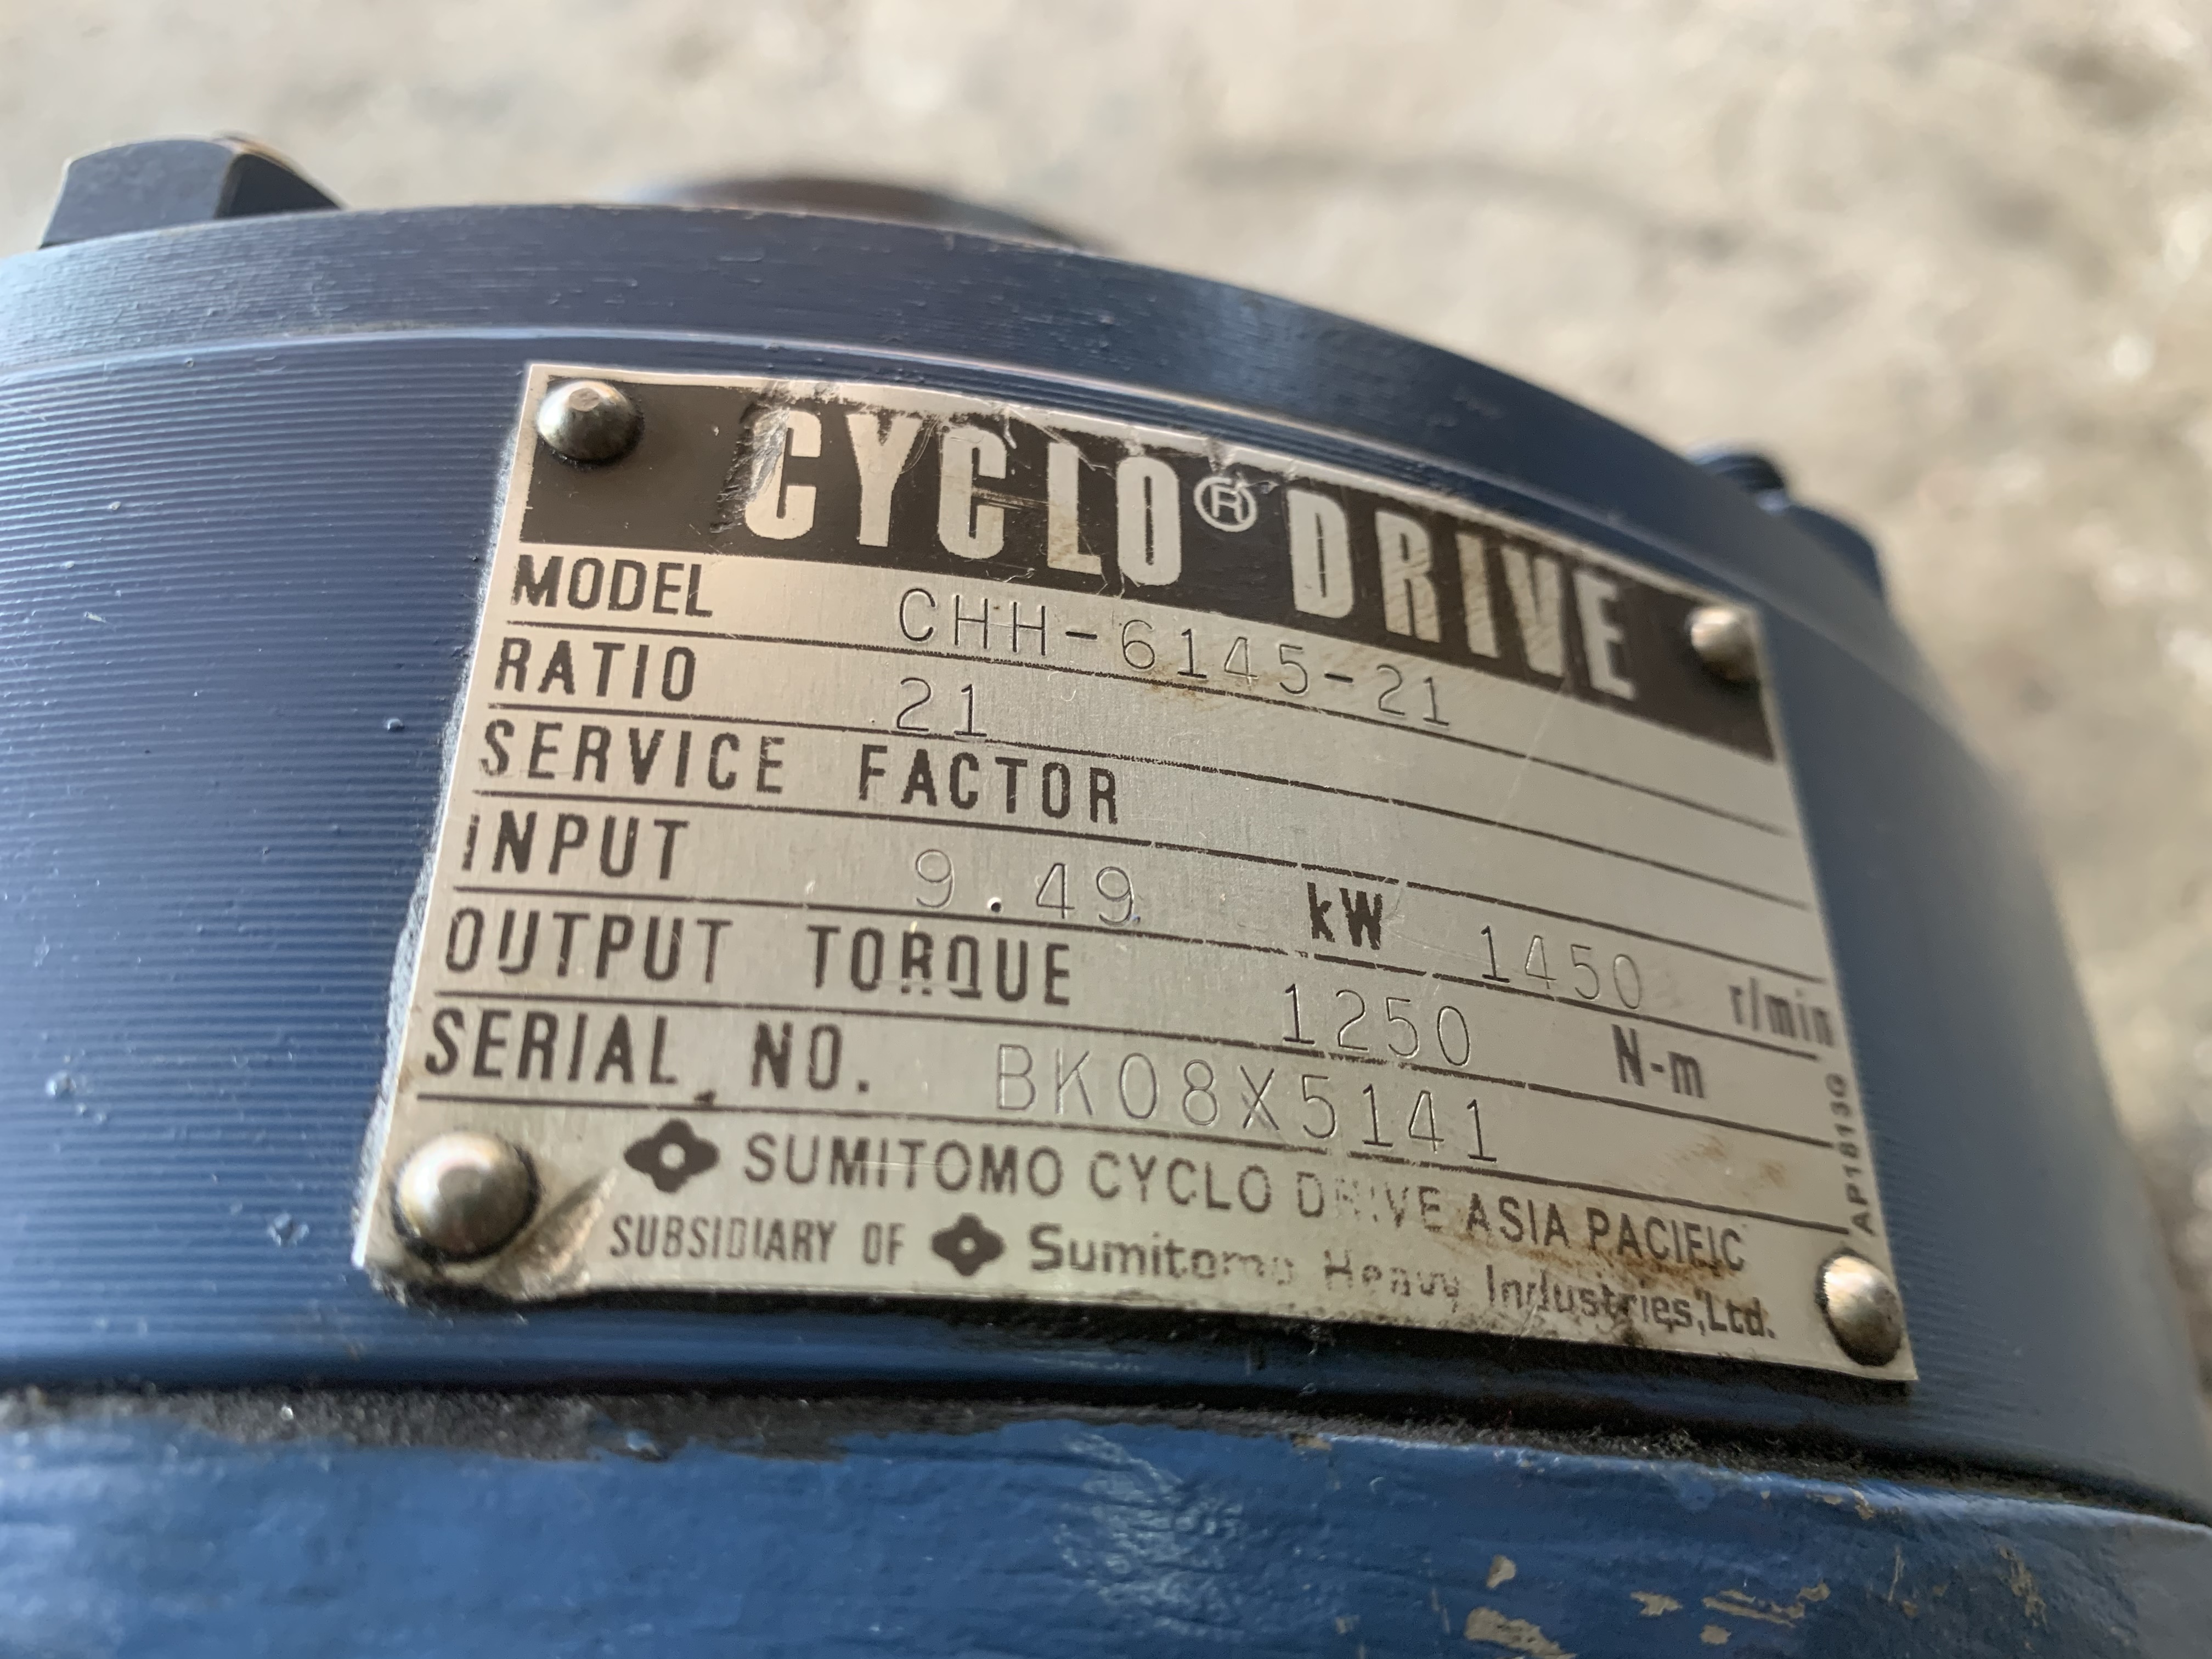 CYCLO® DRIVE
MODEL CHH-6145-21
RATIO 21
SERVICE FACTOR
INPUT 9.49 kW 1450 r/min
OUTPUT TORQUE 1250 N-m
SERIAL NO. BK08X5141
SUMITOMO CYCLO DRIVE ASIA PACIFIC
SUBSIDIARY OF Sumitomo Heavy Industries,Ltd.
AP1813G